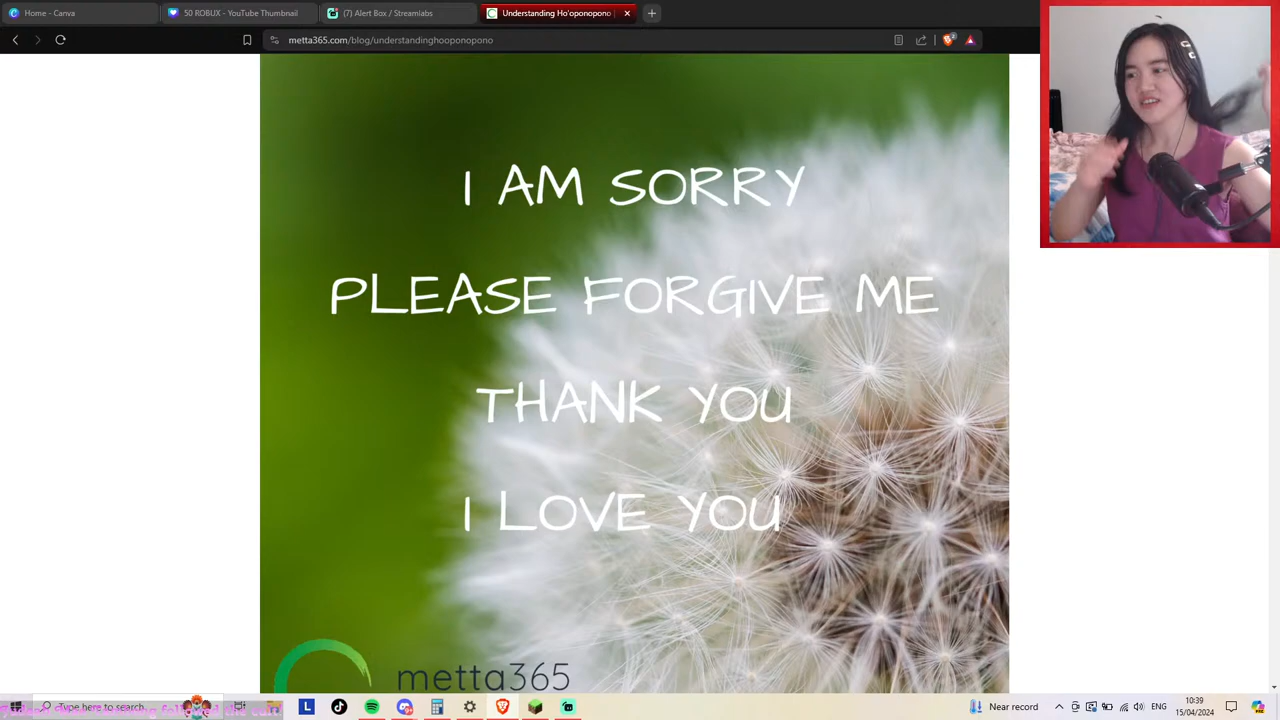 Home - Canva
50 ROBUX - YouTube Thumbnail
(7) Alert Box / Streamlabs
Understanding Ho'oponopono |
metta365.com/blog/understandinghooponopono
2
I AM SORRY
PLEASE FORGIVE ME
THANK YOU
I LOVE YOU
metta365
Type here to search
L
Near record
ENG
10:39
15/04/2024